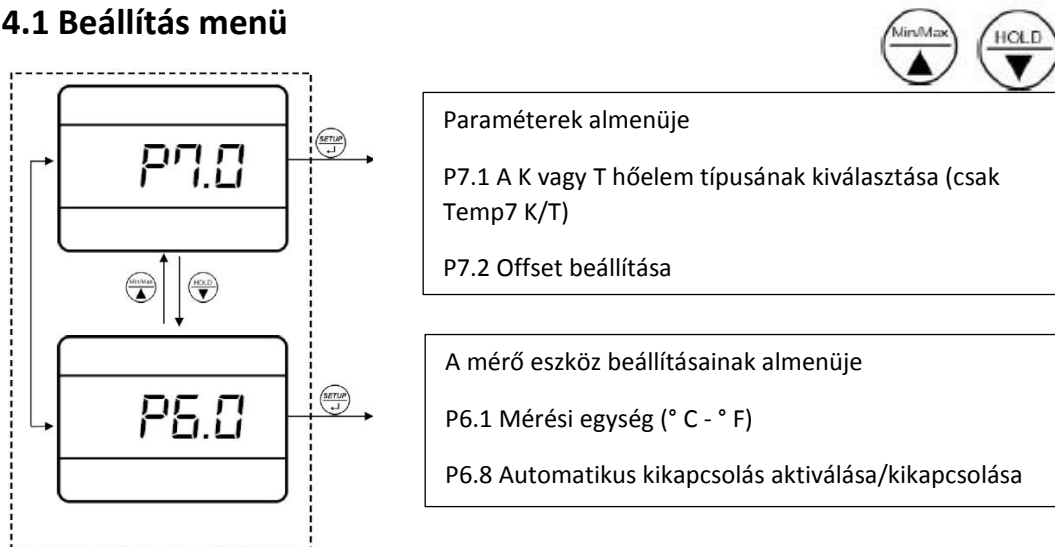 4.1 Beállítás menü
Min/Max
HOLD
P7.0
SETUP
Paraméterek almenüje
P7.1 A K vagy T hőelem típusának kiválasztása (csak
Temp7 K/T)
P7.2 Offset beállítása
Min/Max
HOLD
P6.0
SETUP
A mérő eszköz beállításainak almenüje
P6.1 Mérési egység (° C - ° F)
P6.8 Automatikus kikapcsolás aktiválása/kikapcsolása